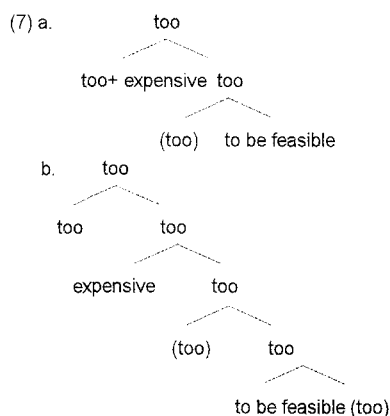 (7) a. too
too+ expensive too
(too) to be feasible
b. too
too too
expensive too
(too) too
to be feasible (too)